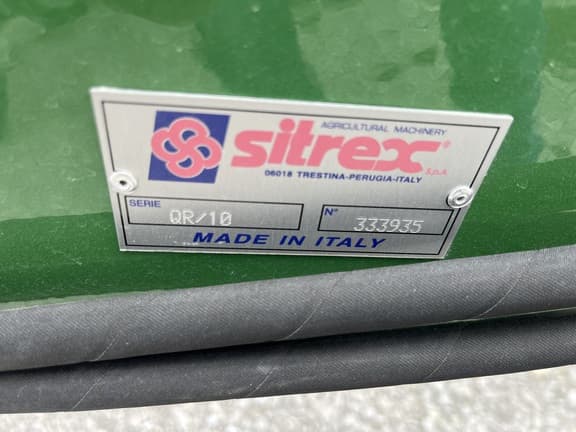 AGRICULTURAL MACHINERY
sitrex®
S.p.A
06018 TRESTINA-PERUGIA-ITALY
SERIE QR/10 N° 333935
MADE IN ITALY